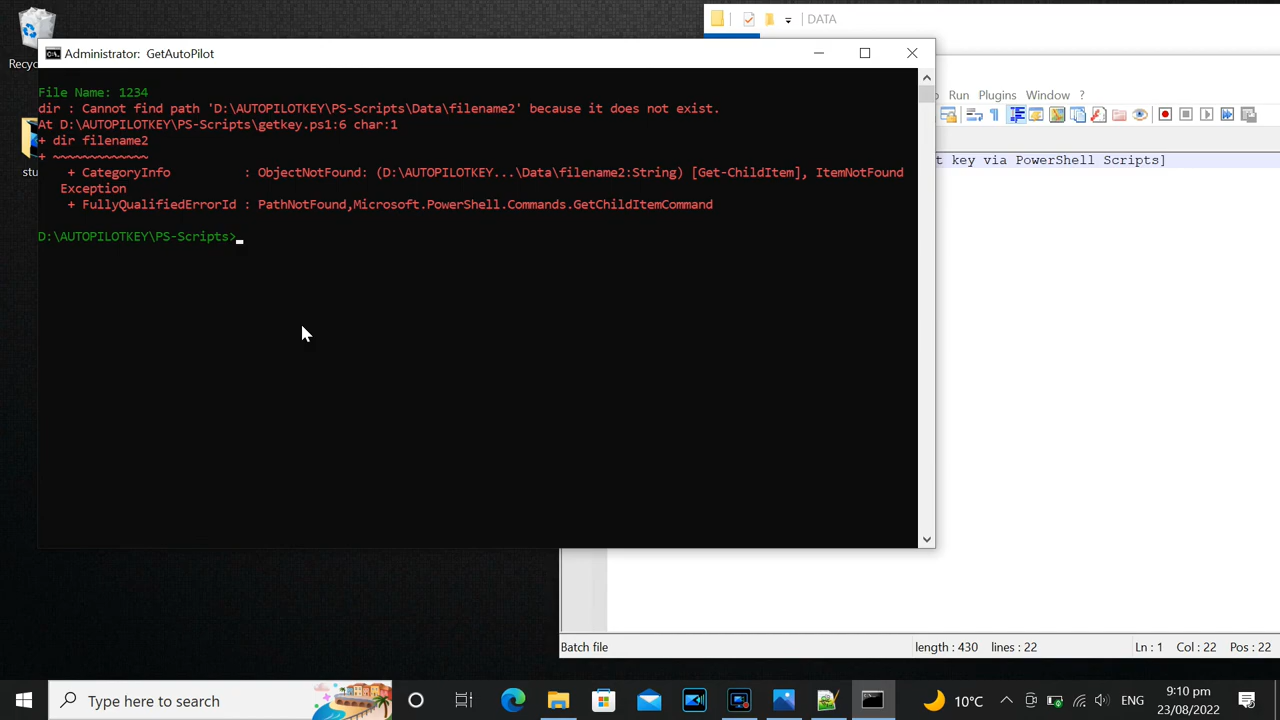 DATA
Recyc
Administrator: GetAutoPilot
Run Plugins Window ?
File Name: 1234
dir : Cannot find path 'D:\AUTOPILOTKEY\PS-Scripts\Data\filename2' because it does not exist.
At D:\AUTOPILOTKEY\PS-Scripts\getkey.ps1:6 char:1
+ dir filename2
+ ~~~~~~~~~~~~~
+ CategoryInfo : ObjectNotFound: (D:\AUTOPILOTKEY...\Data\filename2:String) [Get-ChildItem], ItemNotFound
Exception
+ FullyQualifiedErrorId : PathNotFound,Microsoft.PowerShell.Commands.GetChildItemCommand
D:\AUTOPILOTKEY\PS-Scripts>
t key via PowerShell Scripts]
stu
Batch file length : 430 lines : 22 Ln : 1 Col : 22 Pos : 22
Type here to search
10°C
ENG
9:10 pm
23/08/2022